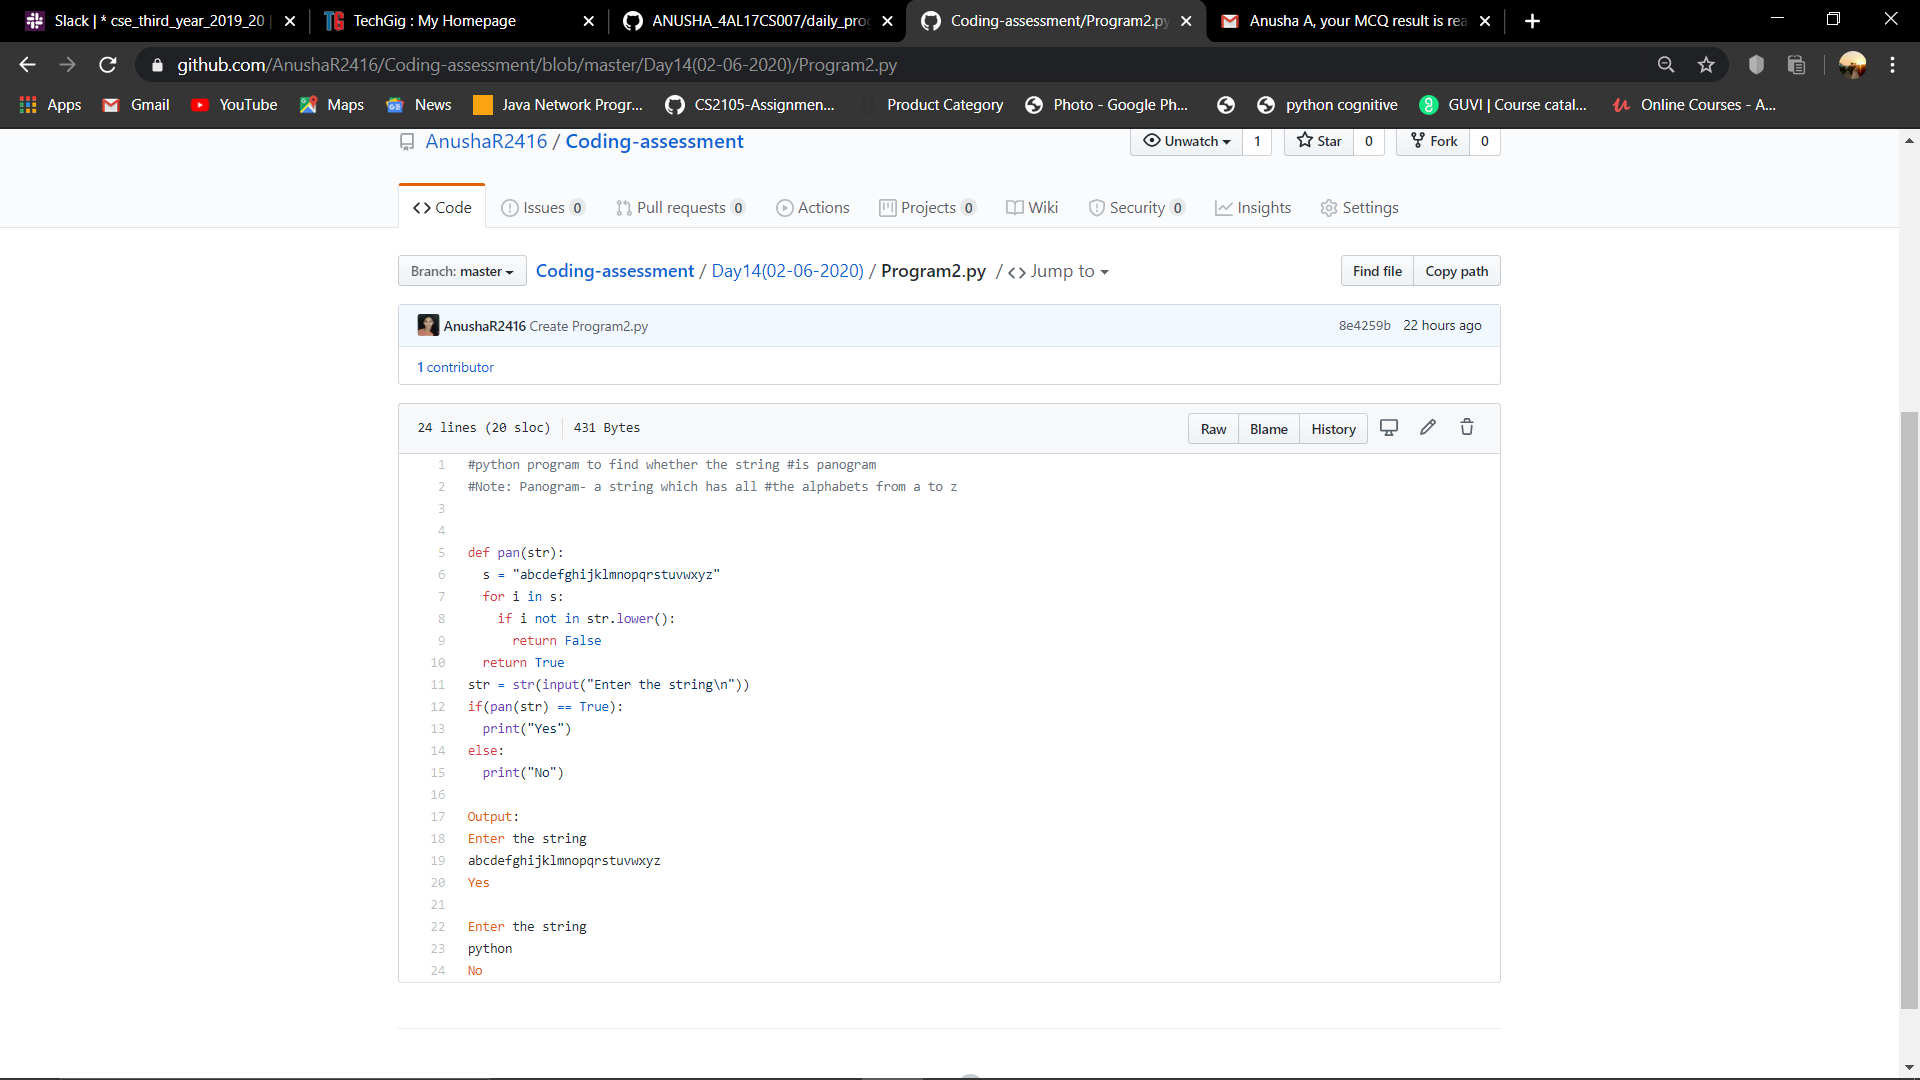 Slack | * cse_third_year_2019_20
TechGig : My Homepage
ANUSHA_4AL17CS007/daily_pro
Coding-assessment/Program2.py
Anusha A, your MCQ result is rea
github.com/AnushaR2416/Coding-assessment/blob/master/Day14(02-06-2020)/Program2.py
Apps Gmail YouTube Maps News Java Network Progr... CS2105-Assignmen... Product Category Photo - Google Ph... python cognitive GUVI | Course catal... Online Courses - A...
AnushaR2416 / Coding-assessment
Unwatch 1 Star 0 Fork 0
Code Issues 0 Pull requests 0 Actions Projects 0 Wiki Security 0 Insights Settings
Branch: master Coding-assessment / Day14(02-06-2020) / Program2.py / <> Jump to
Find file Copy path
AnushaR2416 Create Program2.py
8e4259b 22 hours ago
1 contributor
24 lines (20 sloc) 431 Bytes
Raw Blame History
1 #python program to find whether the string #is panogram
2 #Note: Panogram- a string which has all #the alphabets from a to z
3
4
5 def pan(str):
6 s = "abcdefghijklmnopqrstuvwxyz"
7 for i in s:
8 if i not in str.lower():
9 return False
10 return True
11 str = str(input("Enter the string\n"))
12 if(pan(str) == True):
13 print("Yes")
14 else:
15 print("No")
16
17 Output:
18 Enter the string
19 abcdefghijklmnopqrstuvwxyz
20 Yes
21
22 Enter the string
23 python
24 No